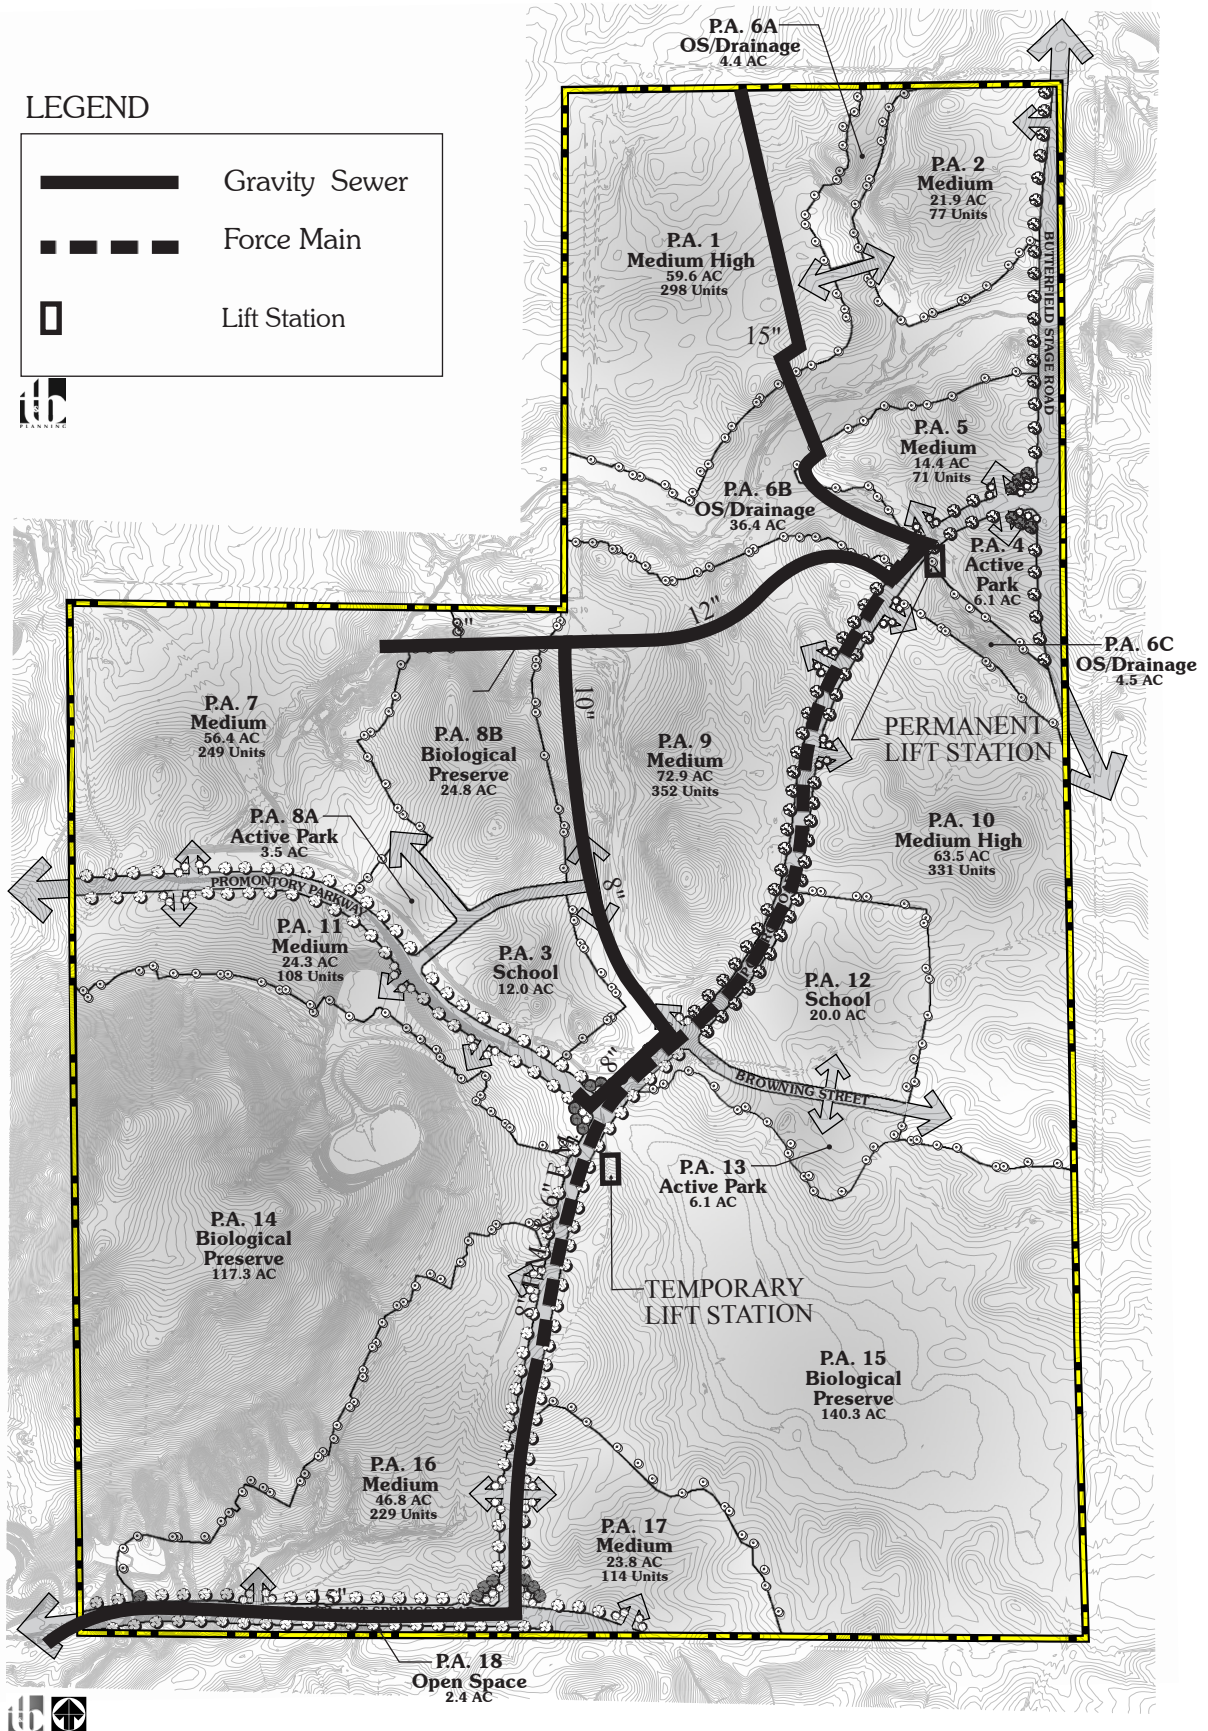 P.A. 6A
OS/Drainage
4.4 AC
LEGEND
Gravity Sewer
Force Main
Lift Station
PLANNING
P.A. 2
Medium
21.9 AC
77 Units
P.A. 1
Medium High
59.6 AC
298 Units
BUTTERFIELD STAGE ROAD
15"
P.A. 5
Medium
14.4 AC
71 Units
P.A. 6B
OS/Drainage
36.4 AC
P.A. 4
Active
Park
6.1 AC
12"
P.A. 6C
OS/Drainage
4.5 AC
P.A. 7
Medium
56.4 AC
249 Units
10"
P.A. 8B
Biological
Preserve
24.8 AC
P.A. 9
Medium
72.9 AC
352 Units
PERMANENT
LIFT STATION
P.A. 8A
Active Park
3.5 AC
P.A. 10
Medium High
63.5 AC
331 Units
PROMONTORY PARKWAY
8"
P.A. 11
Medium
24.3 AC
108 Units
P.A. 3
School
12.0 AC
P.A. 12
School
20.0 AC
8"
BROWNING STREET
P.A. 13
Active Park
6.1 AC
P.A. 14
Biological
Preserve
117.3 AC
TEMPORARY
LIFT STATION
P.A. 15
Biological
Preserve
140.3 AC
P.A. 16
Medium
46.8 AC
229 Units
P.A. 17
Medium
23.8 AC
114 Units
15"
P.A. 18
Open Space
2.4 AC